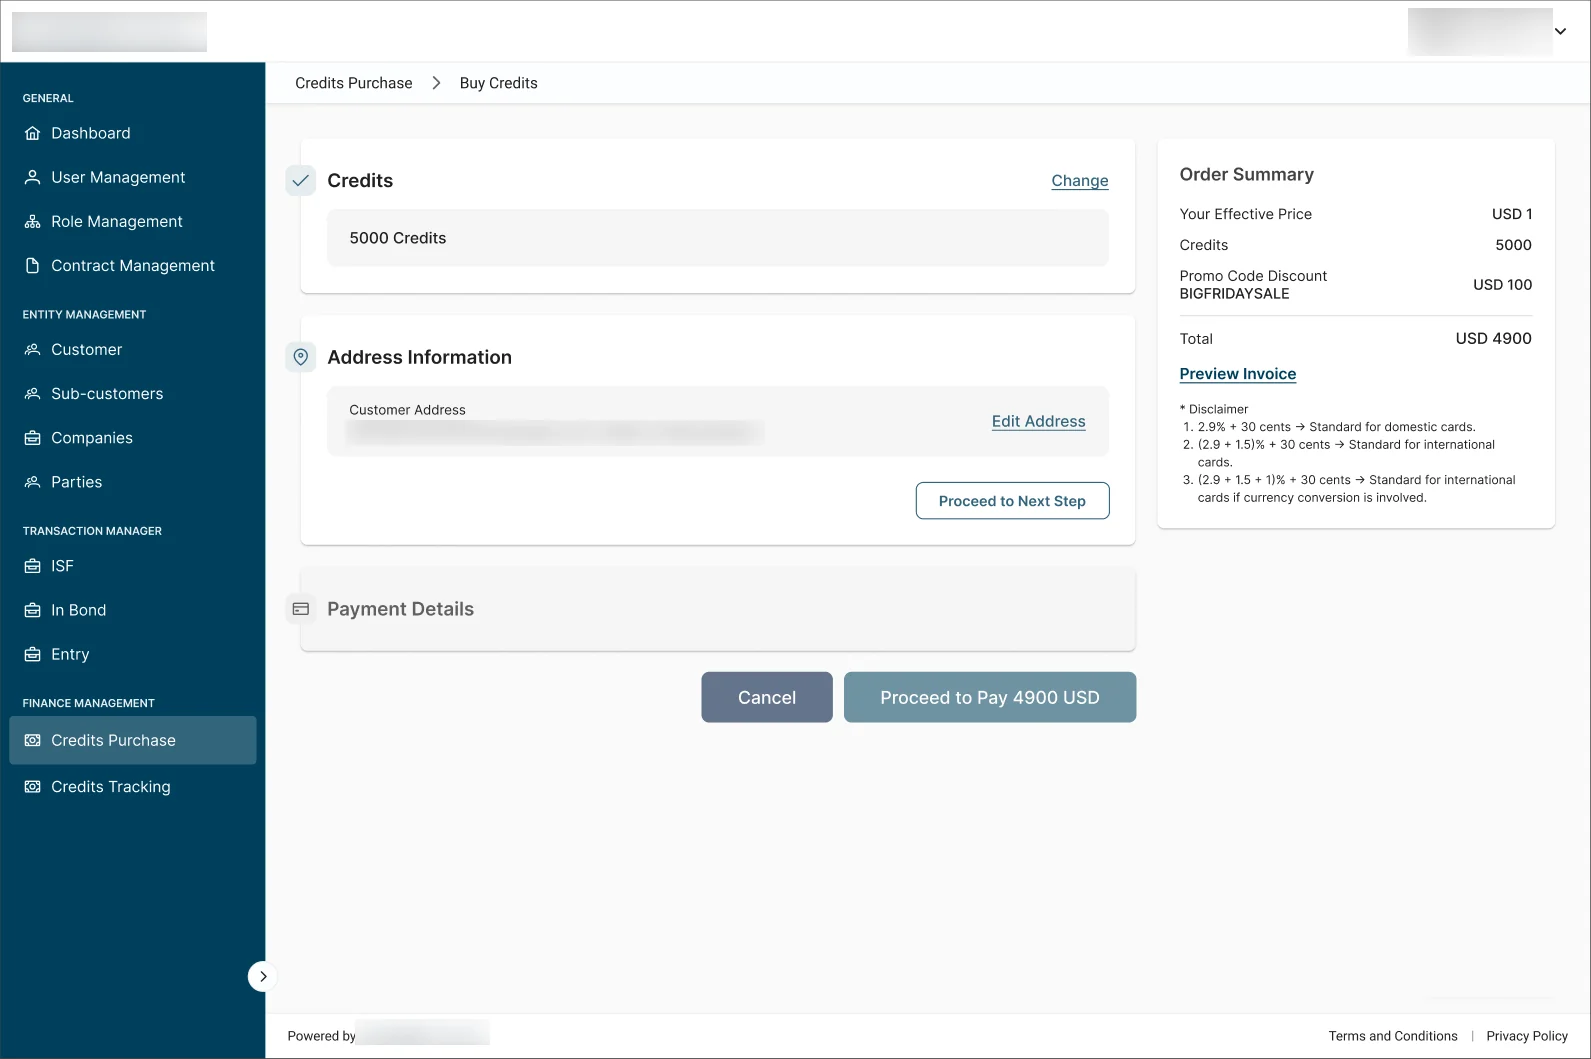 GENERAL
Dashboard
User Management
Role Management
Contract Management
ENTITY MANAGEMENT
Customer
Sub-customers
Companies
Parties
TRANSACTION MANAGER
ISF
In Bond
Entry
FINANCE MANAGEMENT
Credits Purchase
Credits Tracking
Credits Purchase > Buy Credits
Credits Change
5000 Credits
Address Information
Customer Address
Edit Address
Proceed to Next Step
Payment Details
Cancel Proceed to Pay 4900 USD
Order Summary
Your Effective Price USD 1
Credits 5000
Promo Code Discount
BIGFRIDAYSALE USD 100
Total USD 4900
Preview Invoice
* Disclaimer
1. 2.9% + 30 cents → Standard for domestic cards.
2. (2.9 + 1.5)% + 30 cents → Standard for international
cards.
3. (2.9 + 1.5 + 1)% + 30 cents → Standard for international
cards if currency conversion is involved.
Powered by
Terms and Conditions | Privacy Policy